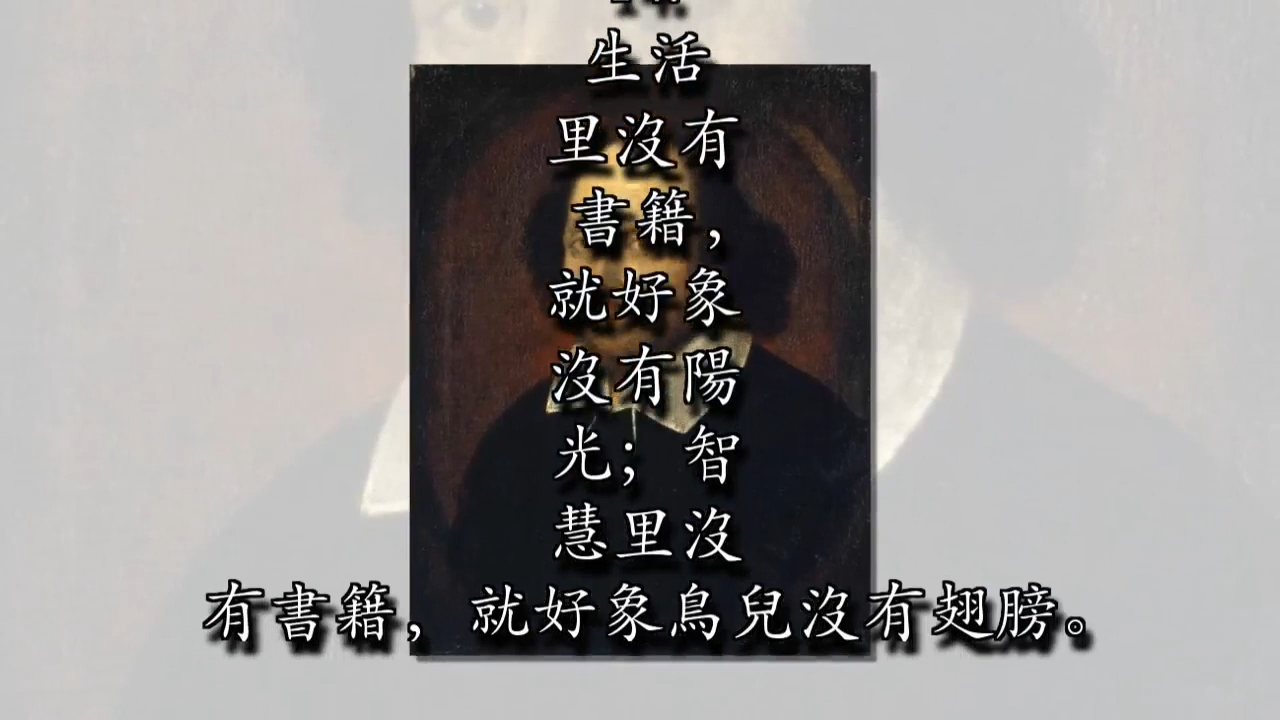 生活
里沒有
書籍，
就好象
沒有陽
光；智
慧里沒
有書籍，就好象鳥兒沒有翅膀。